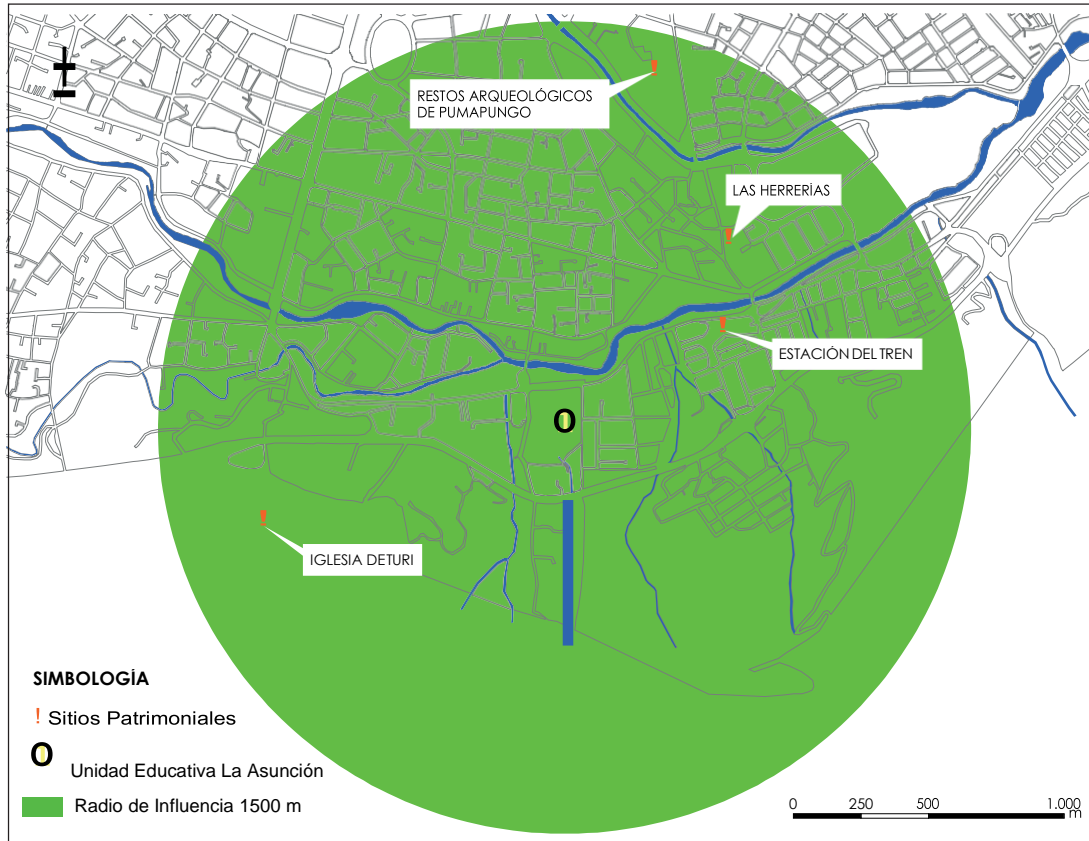 RESTOS ARQUEOLÓGICOS
DE PUMAPUNGO
LAS HERRERÍAS
ESTACIÓN DEL TREN
IGLESIA DETURI
SIMBOLOGÍA
! Sitios Patrimoniales
O Unidad Educativa La Asunción
Radio de Influencia 1500 m
0 250 500 1.000
m